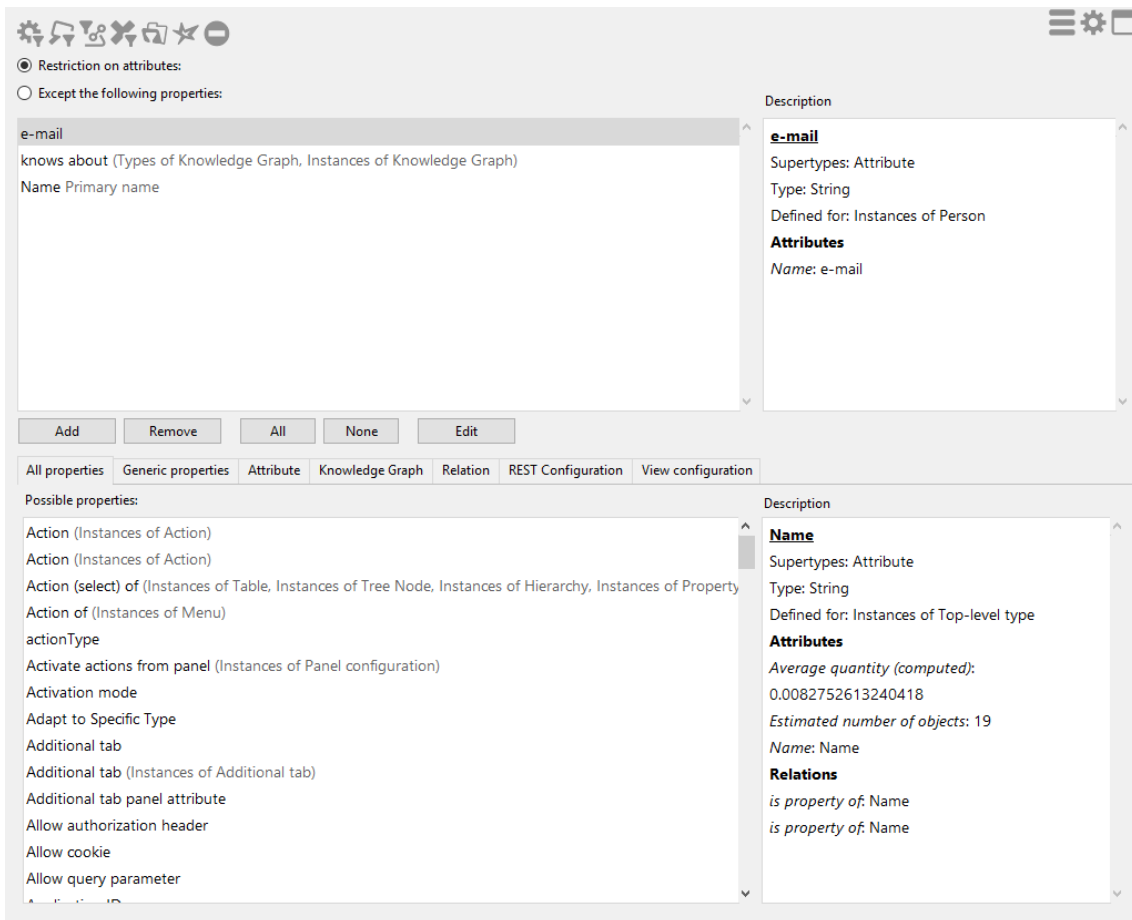 Restriction on attributes:
Except the following properties:
Description
e-mail
knows about (Types of Knowledge Graph, Instances of Knowledge Graph)
Name Primary name
e-mail
Supertypes: Attribute
Type: String
Defined for: Instances of Person
Attributes
Name: e-mail
Add Remove All None Edit
All properties Generic properties Attribute Knowledge Graph Relation REST Configuration View configuration
Possible properties:
Action (Instances of Action)
Action (Instances of Action)
Action (select) of (Instances of Table, Instances of Tree Node, Instances of Hierarchy, Instances of Property
Action of (Instances of Menu)
actionType
Activate actions from panel (Instances of Panel configuration)
Activation mode
Adapt to Specific Type
Additional tab
Additional tab (Instances of Additional tab)
Additional tab panel attribute
Allow authorization header
Allow cookie
Allow query parameter
Description
Name
Supertypes: Attribute
Type: String
Defined for: Instances of Top-level type
Attributes
Average quantity (computed):
0.0082752613240418
Estimated number of objects: 19
Name: Name
Relations
is property of: Name
is property of: Name